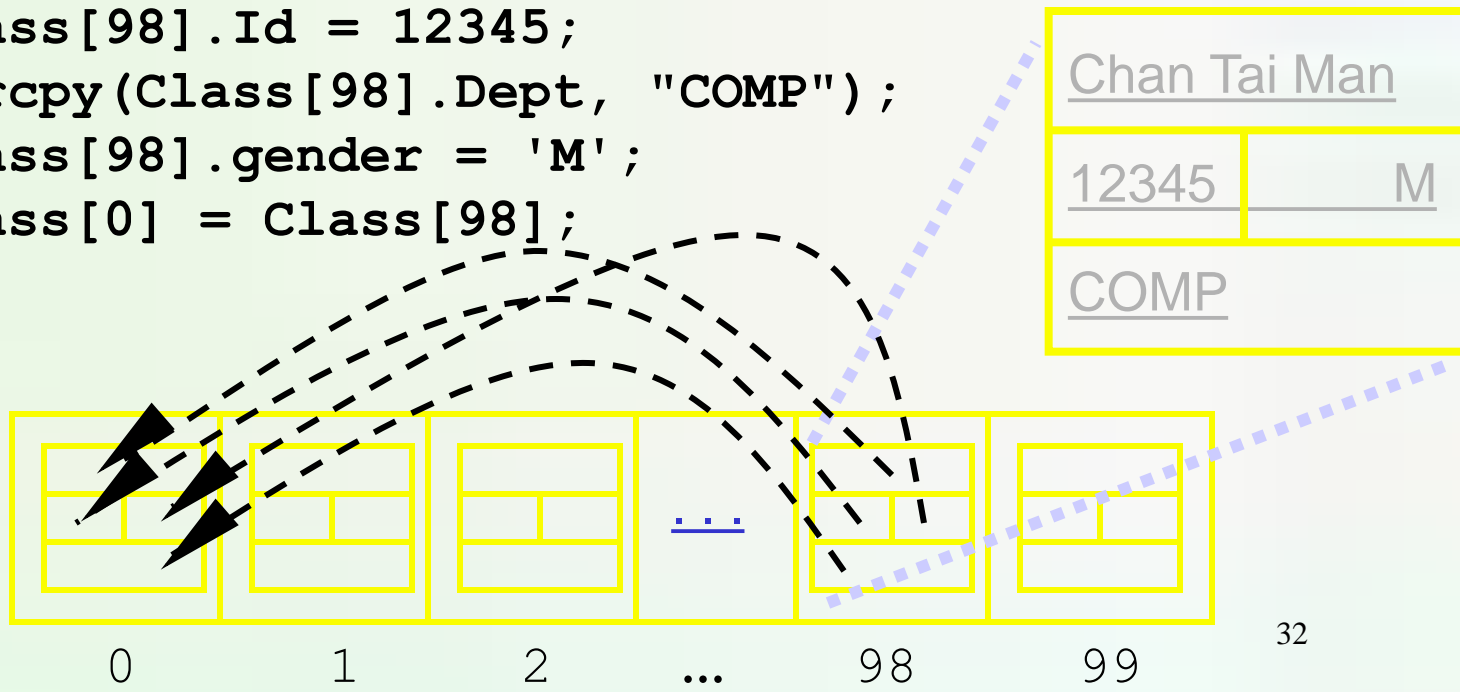 ass[98].Id = 12345;
rcpy(Class[98].Dept, "COMP");
ass[98].gender = 'M';
ass[0] = Class[98];
Chan Tai Man
12345 M
COMP
. . .
0 1 2 ... 98 99
32